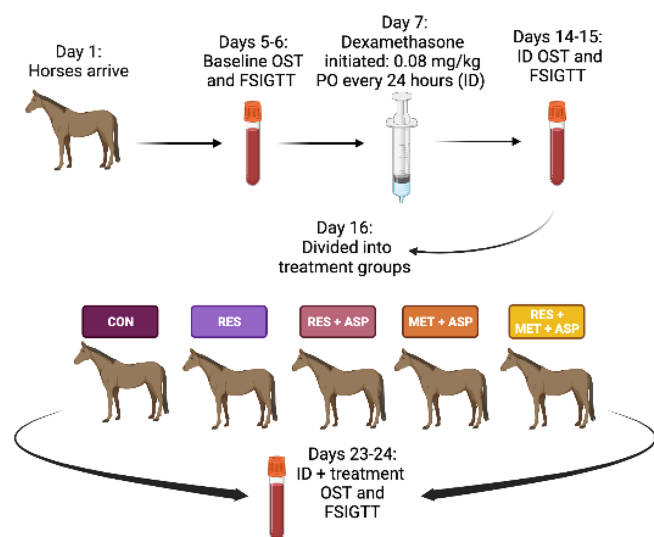 Day 1:
Horses arrive
Days 5-6:
Baseline OST
and FSIGTT
Day 7:
Dexamethasone
initiated: 0.08 mg/kg
PO every 24 hours (ID)
Days 14-15:
ID OST and
FSIGTT
Day 16:
Divided into
treatment groups
CON
RES
RES + ASP
MET + ASP
RES +
MET + ASP
Days 23-24:
ID + treatment
OST and
FSIGTT